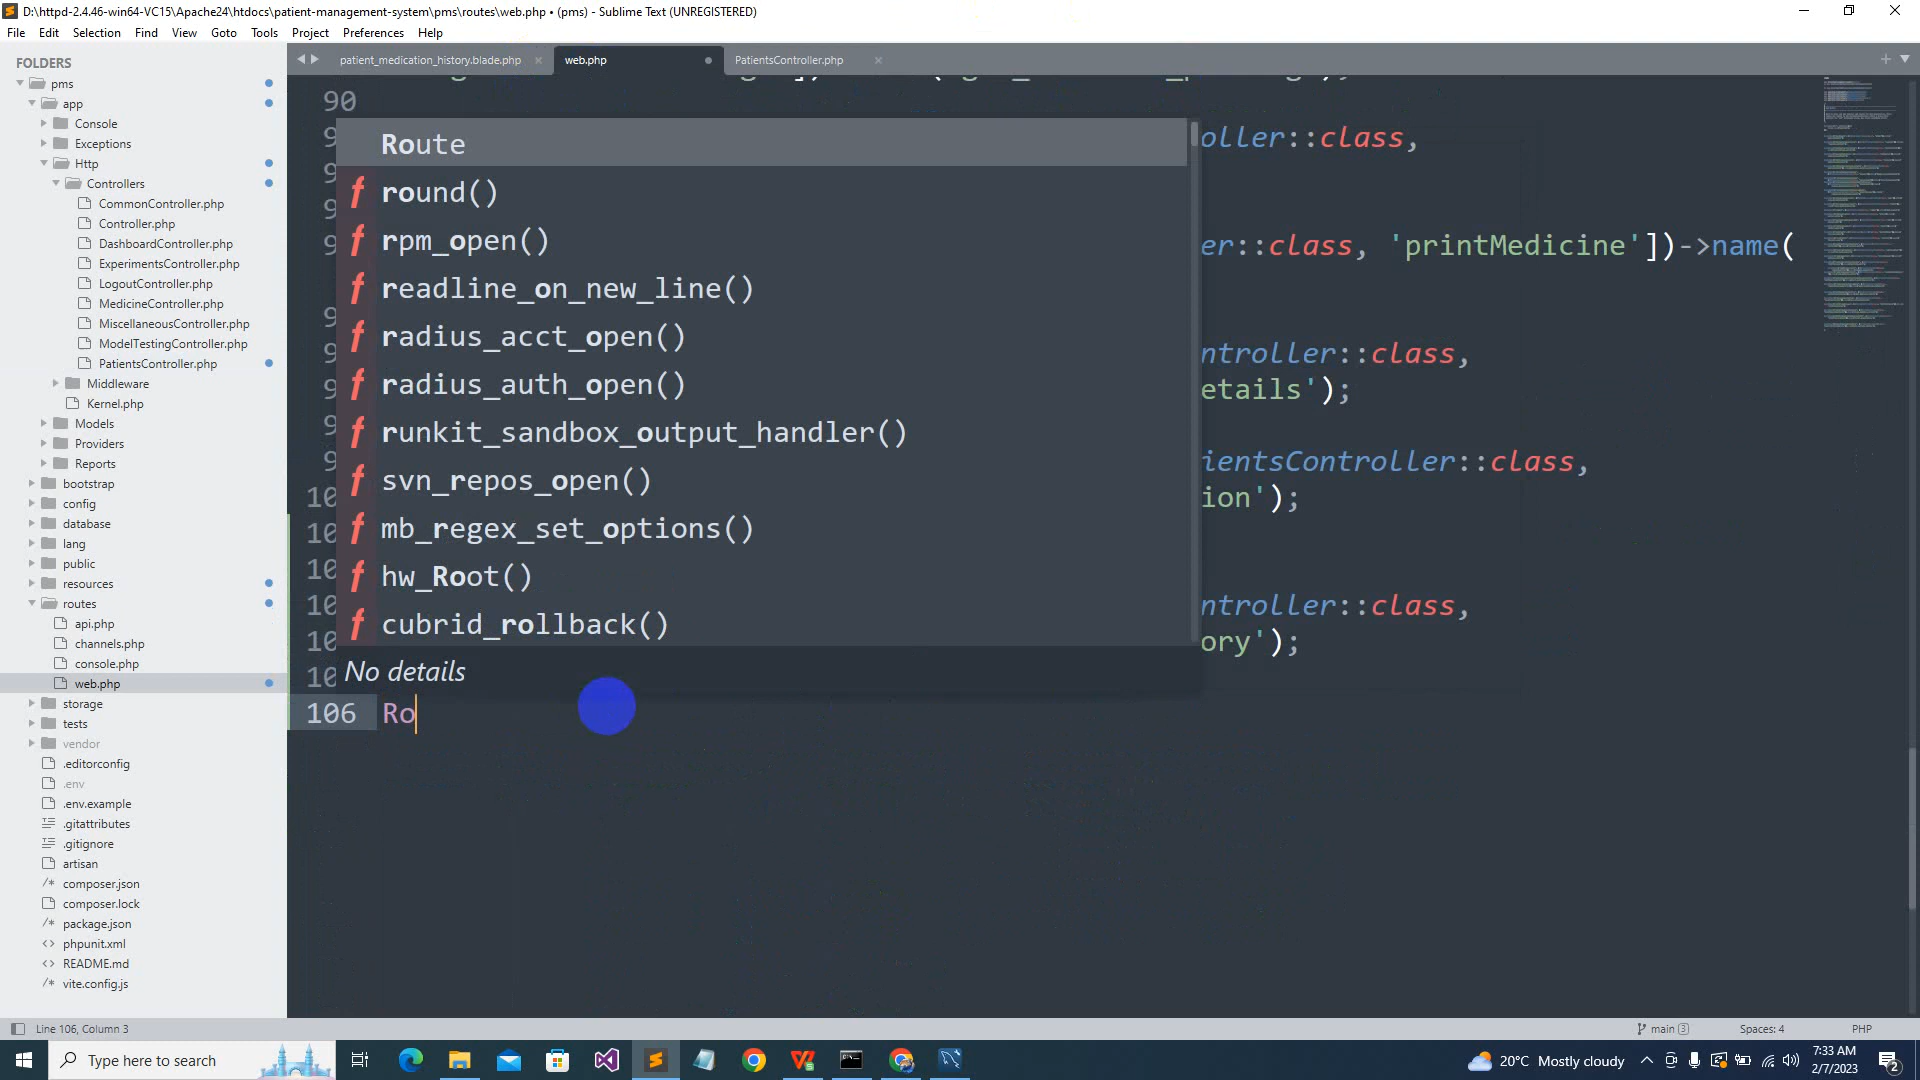 D:\httpd-2.4.46-win64-VC15\Apache24\htdocs\patient-management-system\pms\routes\web.php • (pms) - Sublime Text (UNREGISTERED)
File Edit Selection Find View Goto Tools Project Preferences Help
FOLDERS
patient_medication_history.blade.php
web.php
PatientsController.php
pms
app
Console
Exceptions
Http
Controllers
CommonController.php
Controller.php
DashboardController.php
ExperimentsController.php
LogoutController.php
MedicineController.php
MiscellaneousController.php
ModelTestingController.php
PatientsController.php
Middleware
Kernel.php
Models
Providers
Reports
bootstrap
config
database
lang
public
resources
routes
api.php
channels.php
console.php
web.php
storage
tests
vendor
.editorconfig
.env
.env.example
.gitattributes
.gitignore
artisan
composer.json
composer.lock
package.json
phpunit.xml
README.md
vite.config.js
90
oller::class,
er::class, 'printMedicine'])->name(
ntroller::class,
etails');
ientsController::class,
ion');
ntroller::class,
ory');
Route
f round()
f rpm_open()
f readline_on_new_line()
f radius_acct_open()
f radius_auth_open()
f runkit_sandbox_output_handler()
f svn_repos_open()
f mb_regex_set_options()
f hw_Root()
f cubrid_rollback()
No details
106 Ro
Line 106, Column 3
main 3
Spaces: 4
PHP
Type here to search
20°C Mostly cloudy
7:33 AM
2/7/2023
2